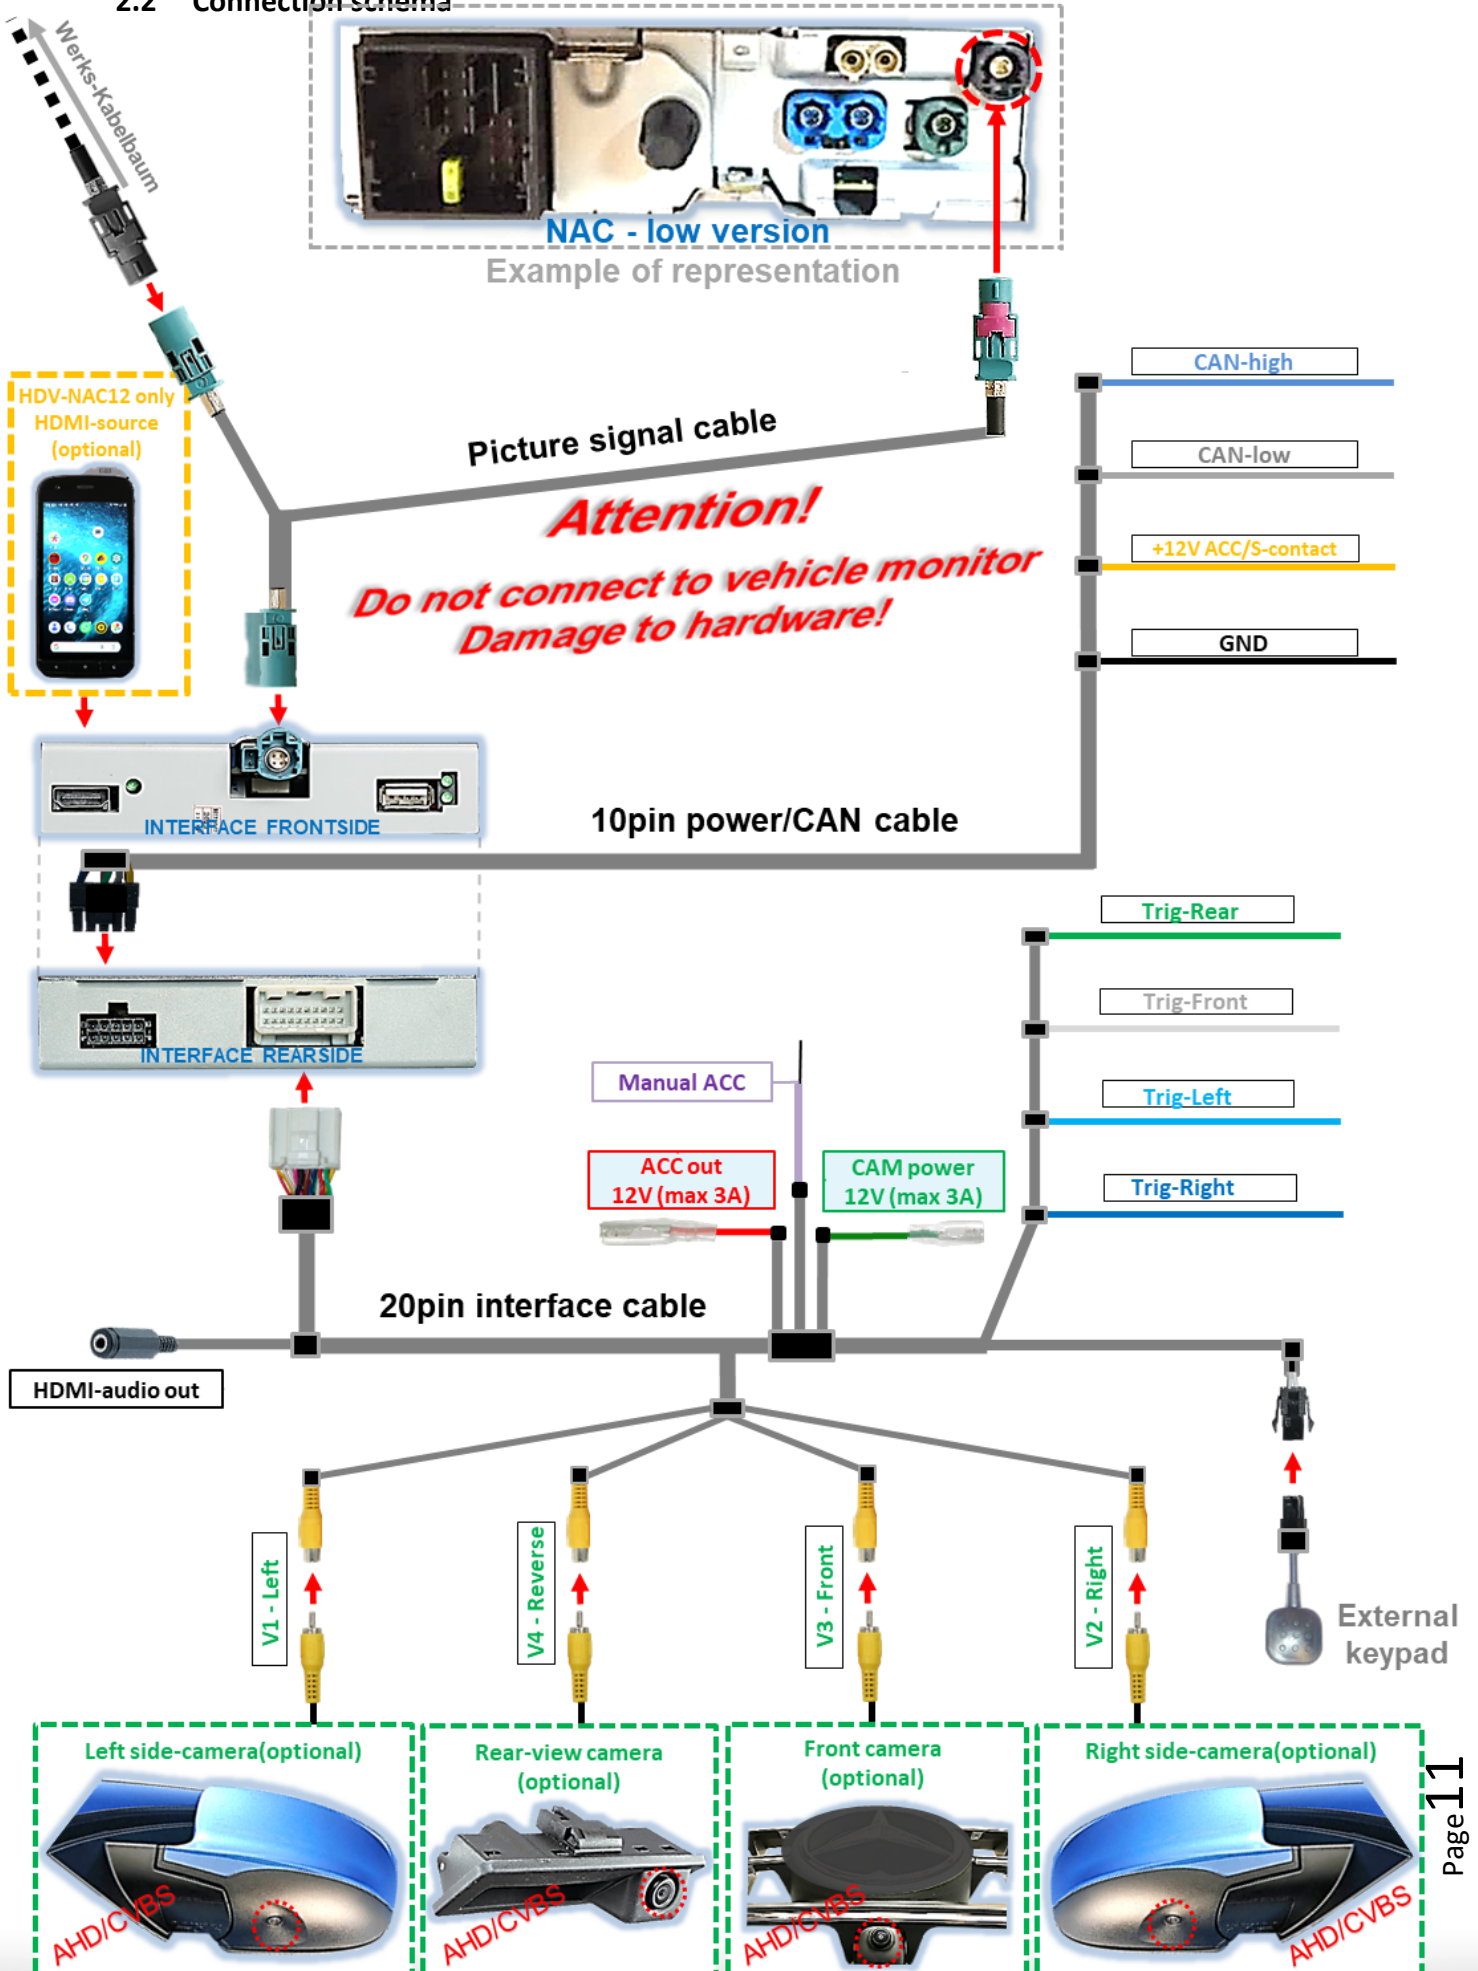 2.2 Connection schema
Werks-Kabelbaum
NAC - low version
Example of representation
HDV-NAC12 only
HDMI-source
(optional)
Picture signal cable
Attention!
Do not connect to vehicle monitor
Damage to hardware!
CAN-high
CAN-low
+12V ACC/S-contact
GND
INTERFACE FRONTSIDE
10pin power/CAN cable
INTERFACE REARSIDE
Trig-Rear
Trig-Front
Trig-Left
Trig-Right
Manual ACC
ACC out
12V (max 3A)
CAM power
12V (max 3A)
20pin interface cable
HDMI-audio out
V1 - Left
V4 - Reverse
V3 - Front
V2 - Right
External
keypad
Left side-camera(optional)
Rear-view camera
(optional)
Front camera
(optional)
Right side-camera(optional)
AHD/CVBS
AHD/CVBS
AHD/CVBS
AHD/CVBS
Page 11